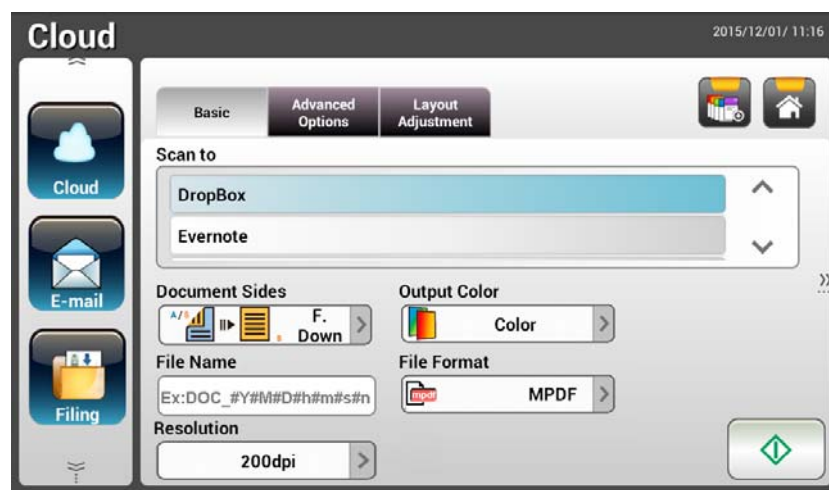 Cloud
2015/12/01/ 11:16
Cloud
E-mail
Filing
Basic
Advanced
Options
Layout
Adjustment
Scan to
DropBox
Evernote
Document Sides
A/B
F.
Down
Output Color
Color
File Name
Ex:DOC_#Y#M#D#h#m#s#n
File Format
mpdf
MPDF
Resolution
200dpi